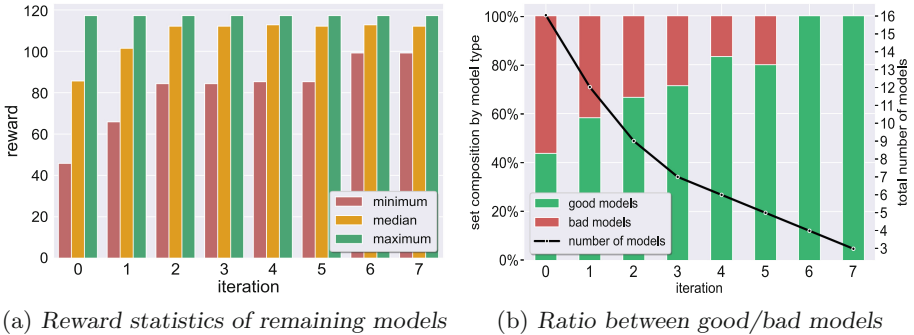 120
100
80
60
40
20
0
reward
minimum
median
maximum
0 1 2 3 4 5 6 7
iteration
(a) Reward statistics of remaining models
100%
80%
60%
40%
20%
0%
set composition by model type
good models
bad models
number of models
16
15
14
13
12
11
10
9
8
7
6
5
4
3
total number of models
0 1 2 3 4 5 6 7
iteration
(b) Ratio between good/bad models